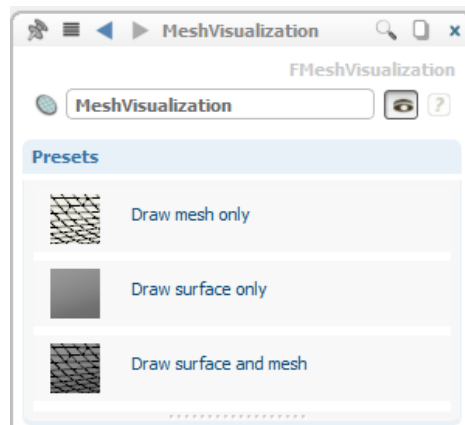 MeshVisualization
FMeshVisualization
MeshVisualization
?
Presets
Draw mesh only
Draw surface only
Draw surface and mesh